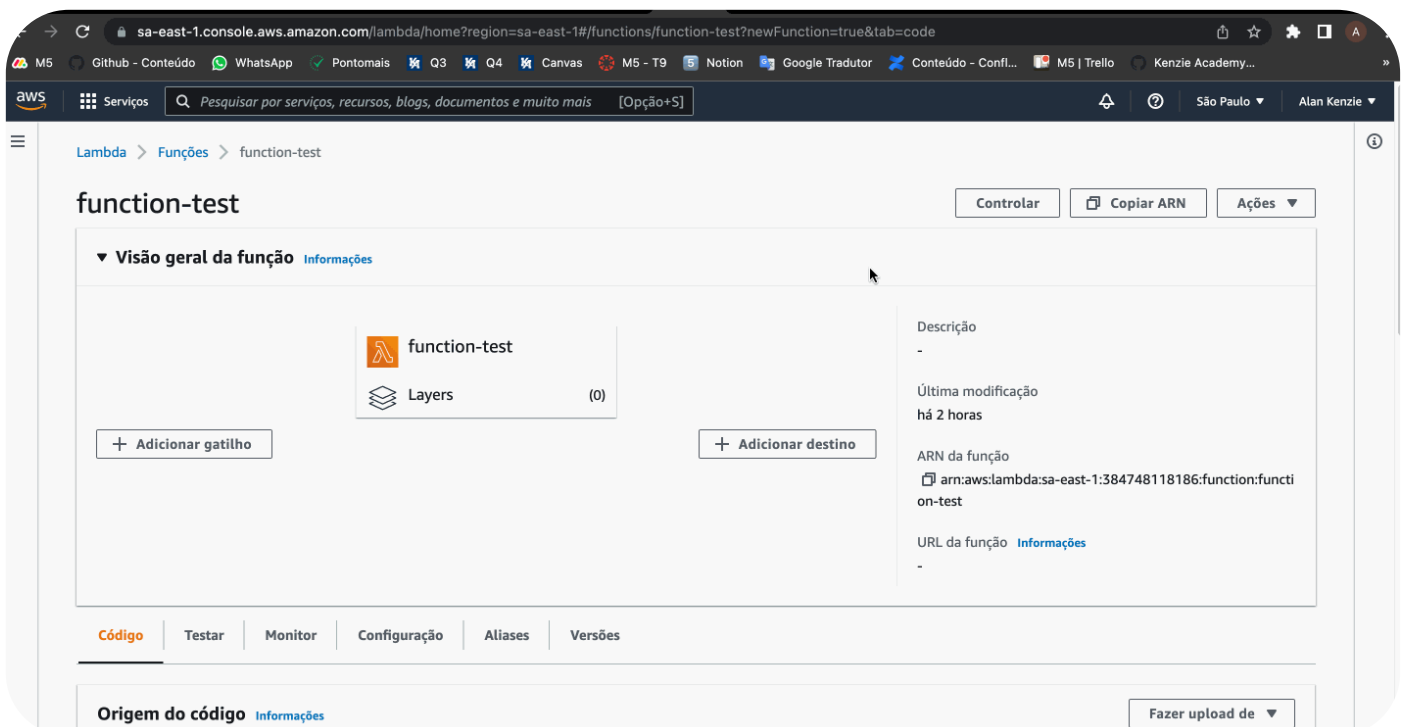 sa-east-1.console.aws.amazon.com/lambda/home?region=sa-east-1#/functions/function-test?newFunction=true&tab=code
A
M5 Github - Conteúdo WhatsApp Pontomais Q3 Q4 Canvas M5 - T9 5 Notion Google Tradutor Conteúdo - Confl... M5 | Trello Kenzie Academy... »
aws Serviços Pesquisar por serviços, recursos, blogs, documentos e muito mais [Opção+S] São Paulo ▼ Alan Kenzie ▼
Lambda > Funções > function-test
function-test
Controlar Copiar ARN Ações ▼
▼ Visão geral da função Informações
function-test
Layers (0)
+ Adicionar gatilho
+ Adicionar destino
Descrição
-
Última modificação
há 2 horas
ARN da função
arn:aws:lambda:sa-east-1:384748118186:function:functi
on-test
URL da função Informações
-
Código Testar Monitor Configuração Aliases Versões
Origem do código Informações
Fazer upload de ▼